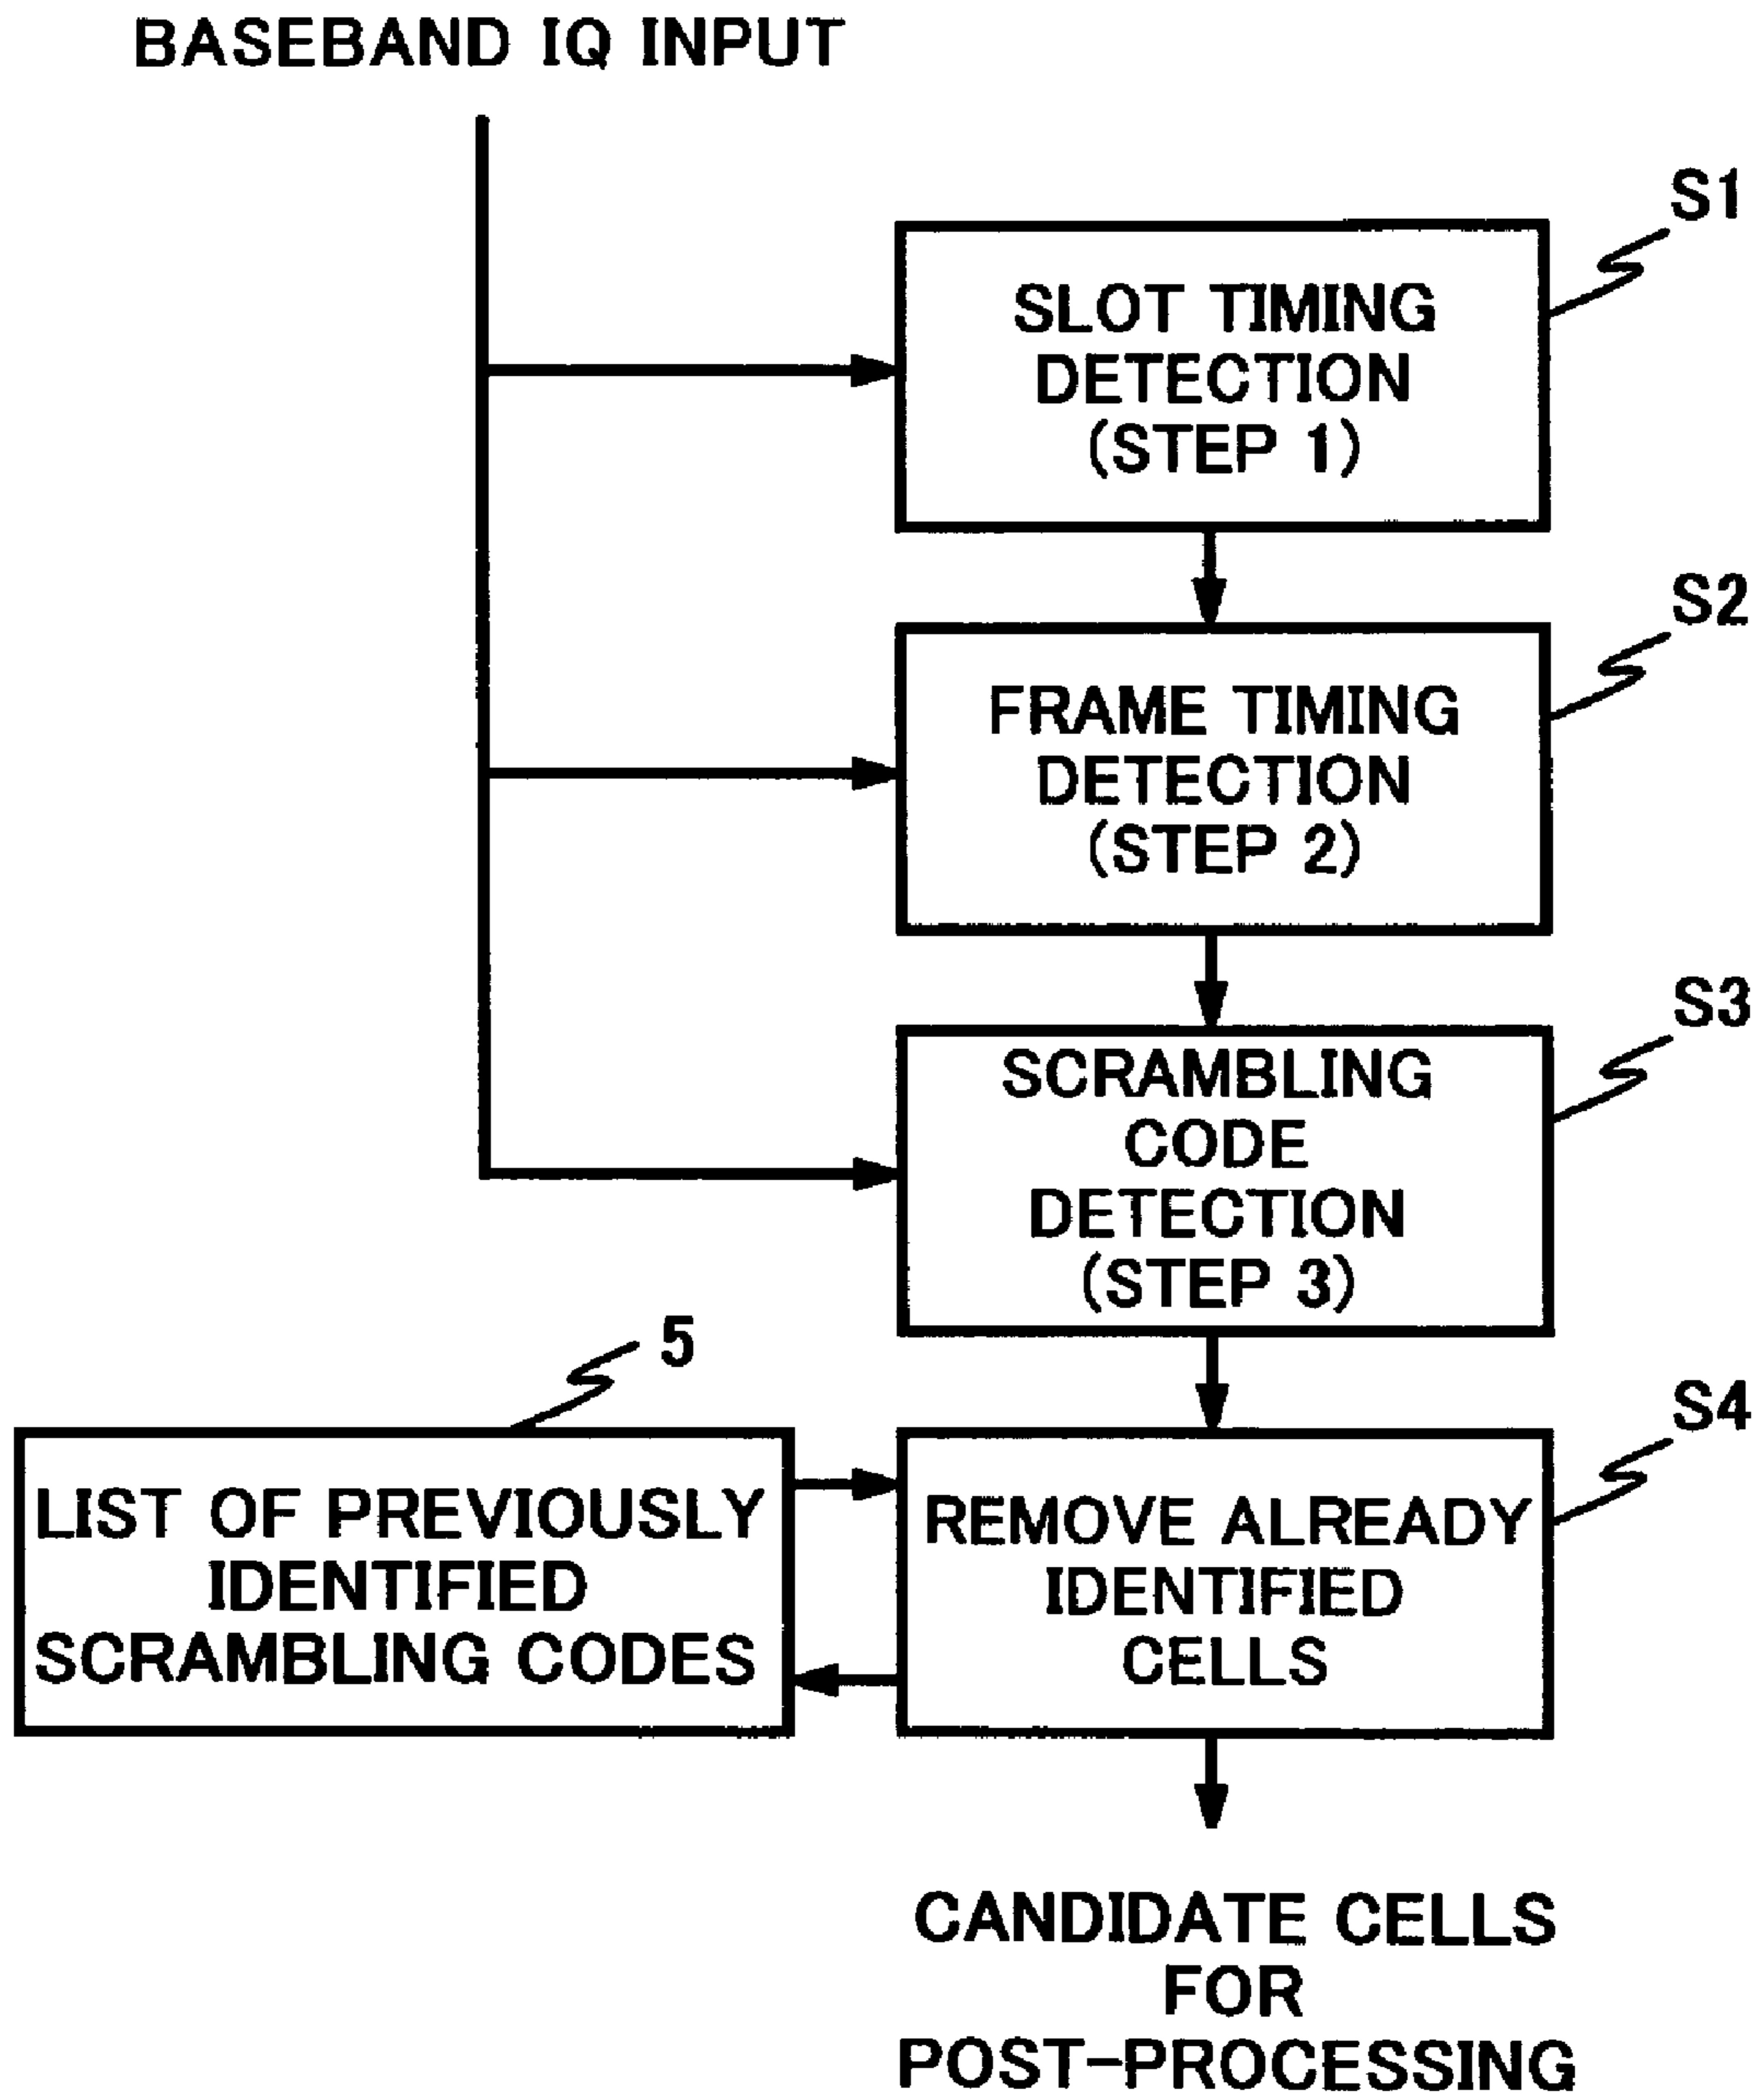 BASEBAND IQ INPUT
S1
SLOT TIMING
DETECTION
(STEP 1)
S2
FRAME TIMING
DETECTION
(STEP 2)
S3
SCRAMBLING
CODE
DETECTION
(STEP 3)
5
LIST OF PREVIOUSLY
IDENTIFIED
SCRAMBLING CODES
S4
REMOVE ALREADY
IDENTIFIED
CELLS
CANDIDATE CELLS
FOR
POST-PROCESSING